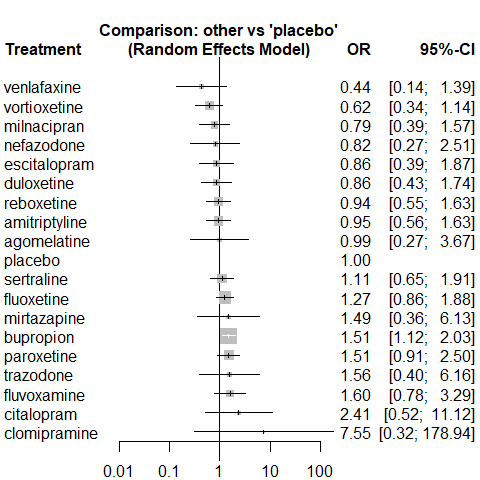 Comparison: other vs 'placebo'
Treatment (Random Effects Model) OR 95%-CI
venlafaxine 0.44 [0.14; 1.39]
vortioxetine 0.62 [0.34; 1.14]
milnacipran 0.79 [0.39; 1.57]
nefazodone 0.82 [0.27; 2.51]
escitalopram 0.86 [0.39; 1.87]
duloxetine 0.86 [0.43; 1.74]
reboxetine 0.94 [0.55; 1.63]
amitriptyline 0.95 [0.56; 1.63]
agomelatine 0.99 [0.27; 3.67]
placebo 1.00
sertraline 1.11 [0.65; 1.91]
fluoxetine 1.27 [0.86; 1.88]
mirtazapine 1.49 [0.36; 6.13]
bupropion 1.51 [1.12; 2.03]
paroxetine 1.51 [0.91; 2.50]
trazodone 1.56 [0.40; 6.16]
fluvoxamine 1.60 [0.78; 3.29]
citalopram 2.41 [0.52; 11.12]
clomipramine 7.55 [0.32; 178.94]
0.01 0.1 1 10 100